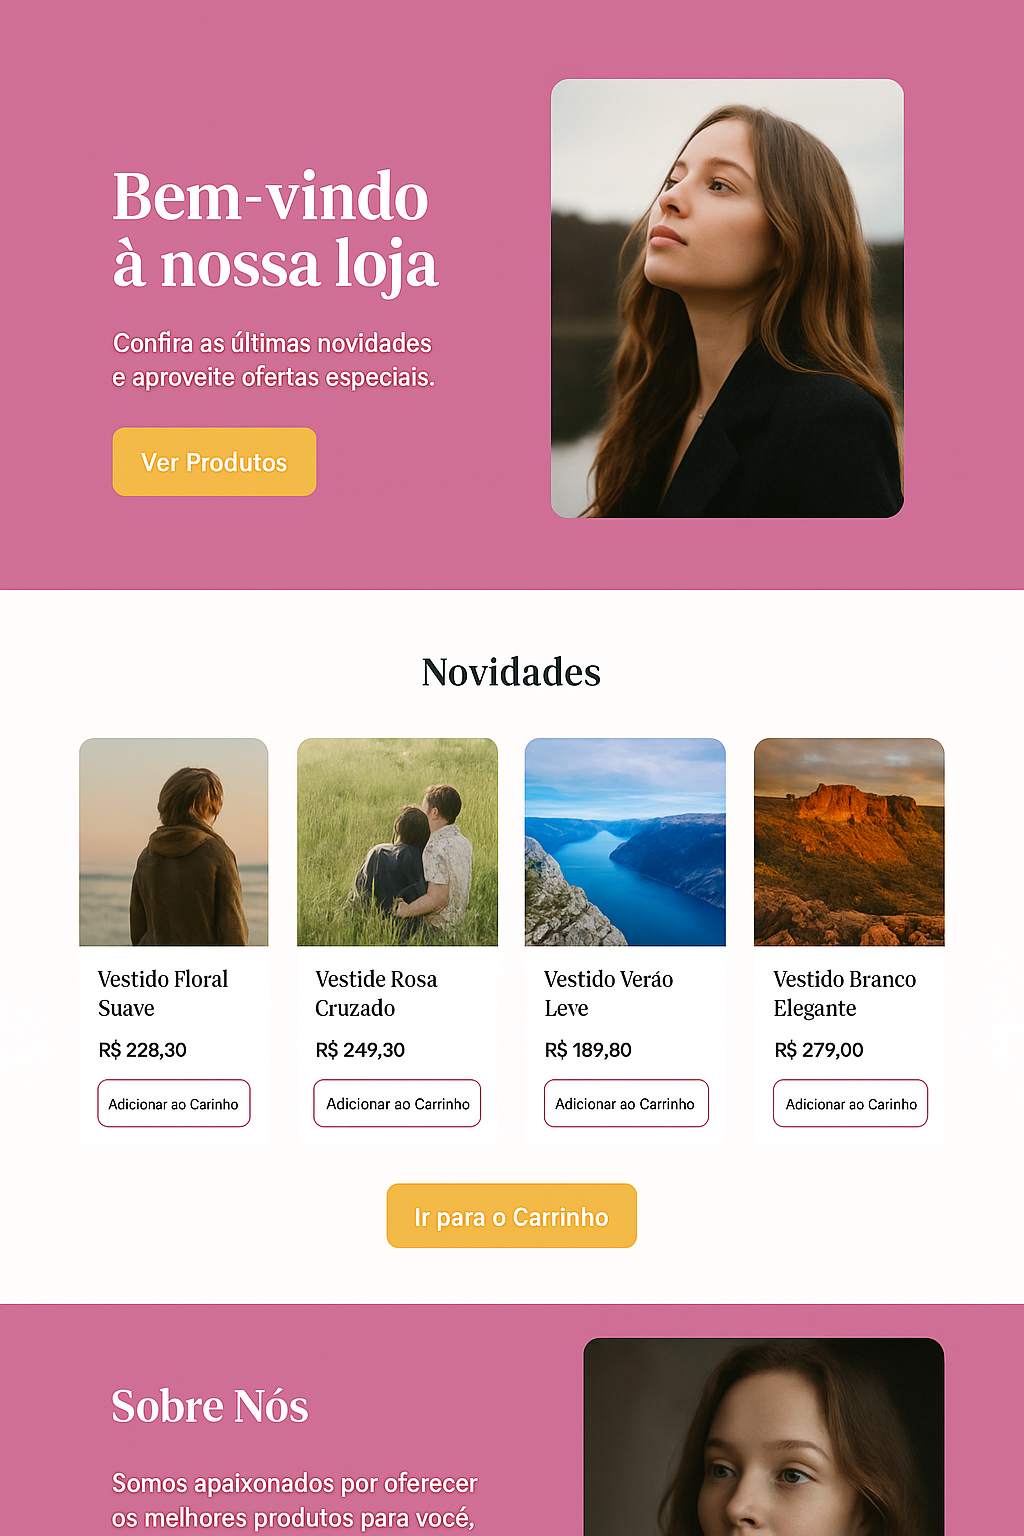 Bem-vindo
à nossa loja
Confira as últimas novidades
e aproveite ofertas especiais.
Ver Produtos
Novidades
Vestido Floral
Suave
R$ 228,30
Adicionar ao Carinho
Vestide Rosa
Cruzado
R$ 249,30
Adicionar ao Carrinho
Vestido Veráo
Leve
R$ 189,80
Adicionar ao Carrinho
Vestido Branco
Elegante
R$ 279,00
Adicionar ao Carinho
Ir para o Carrinho
Sobre Nós
Somos apaixonados por oferecer
os melhores produtos para vocé,